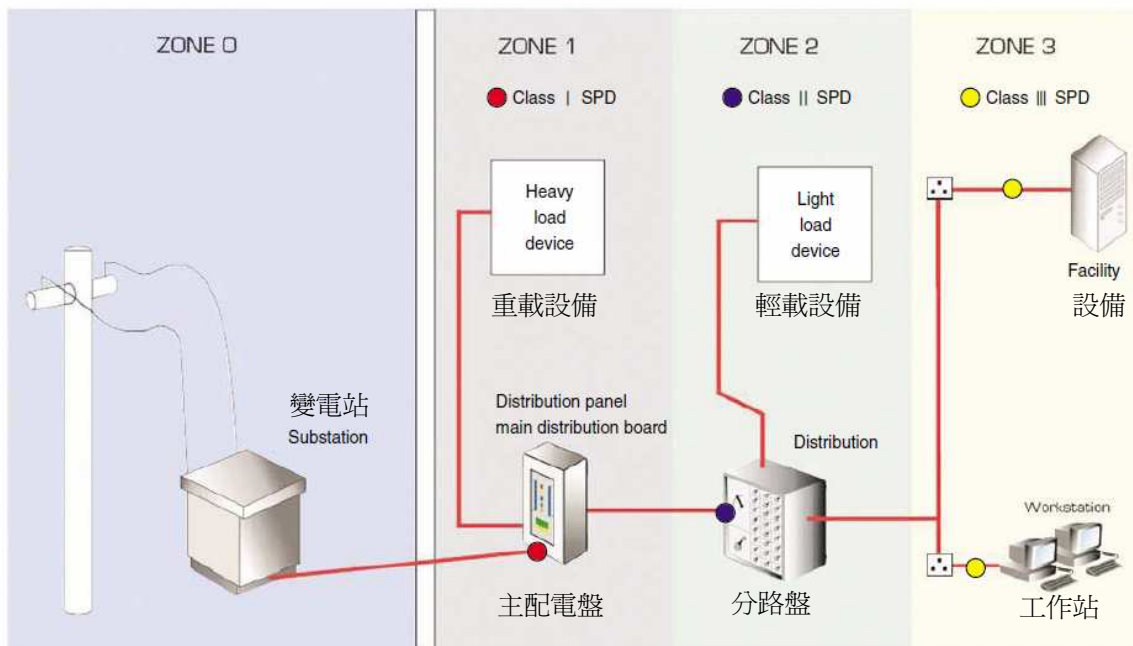 ZONE 0
變電站
Substation
ZONE 1
Class I SPD
Heavy
load
device
重載設備
Distribution panel
main distribution board
主配電盤
ZONE 2
Class II SPD
Light
load
device
輕載設備
Distribution
分路盤
ZONE 3
Class III SPD
Facility
設備
Workstation
工作站